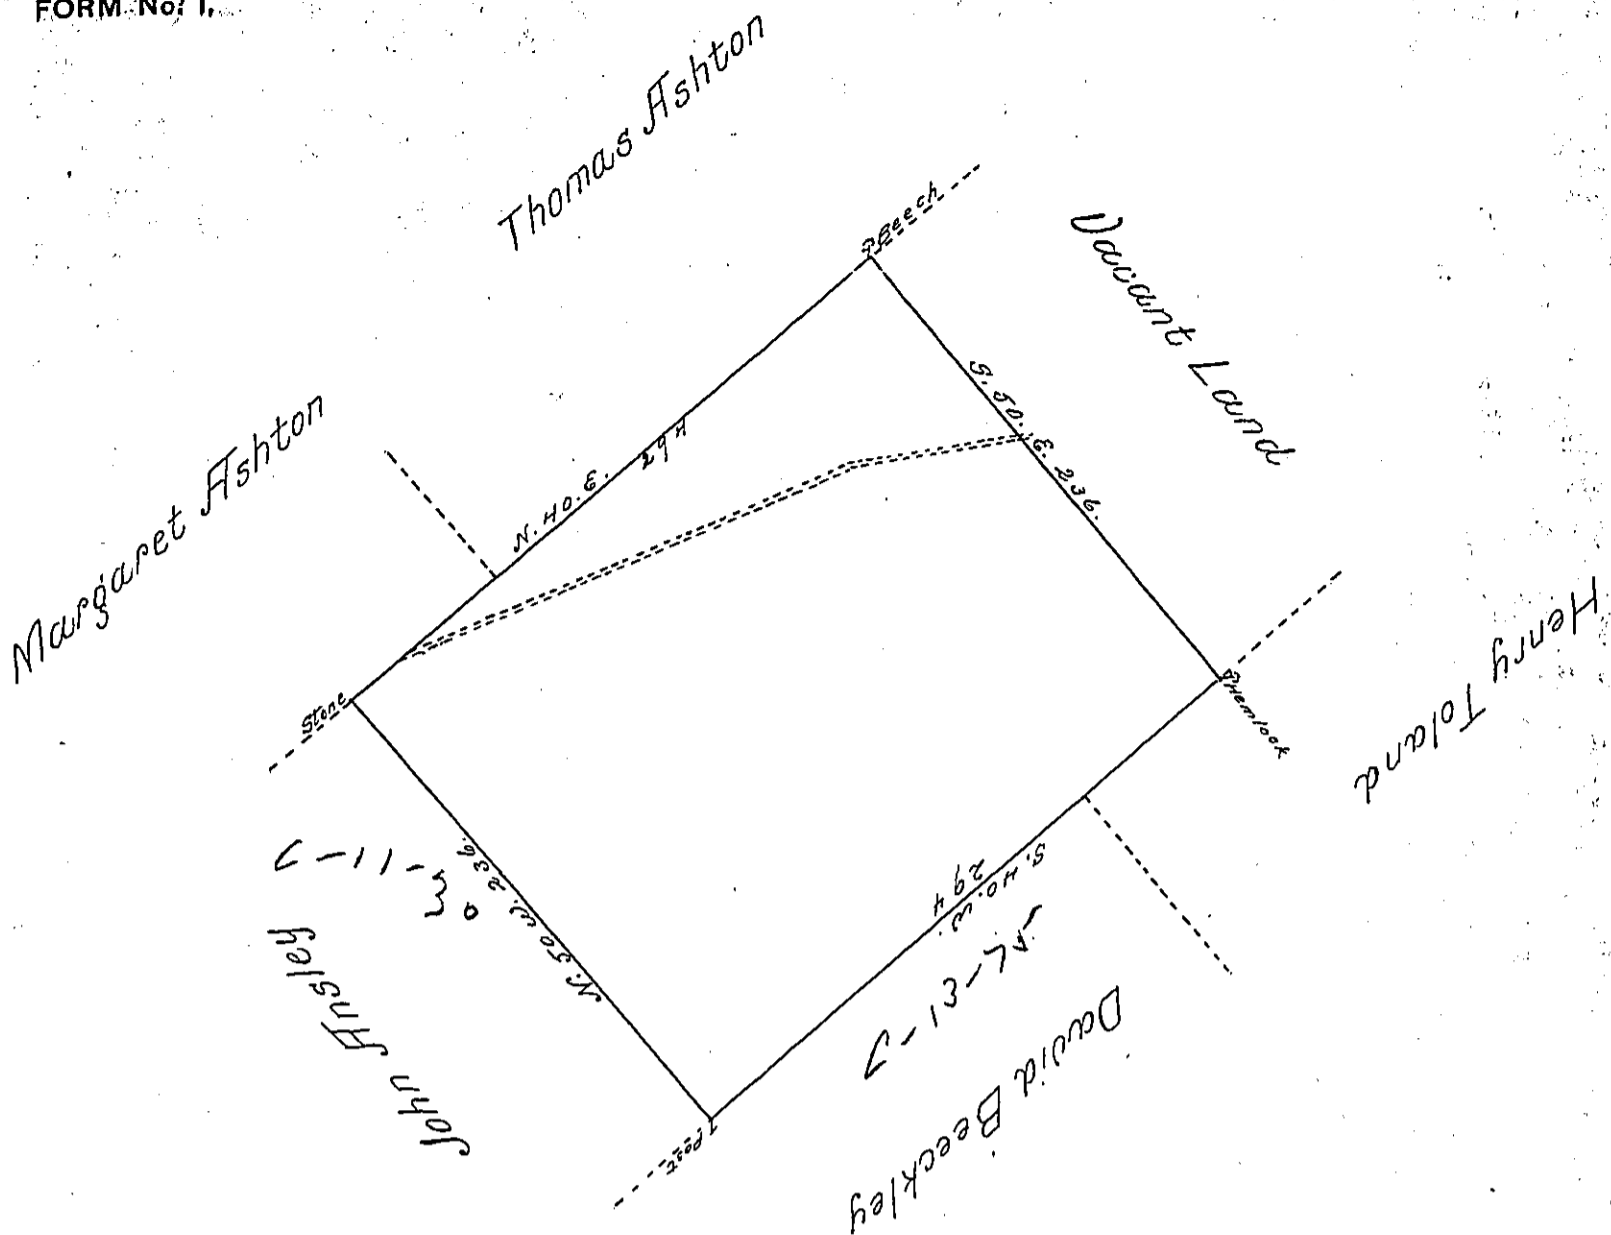 FORM No. 1.
Thomas Ashton
Beech
Vacant Land
S. 50. E. 236.
Margaret Ashton
N. 40. E. 294
Henry Toland
Stone
Hemlock
N. 50 W. 236.
S. 40. W. 294
John Ansley
David Beeckley
Post